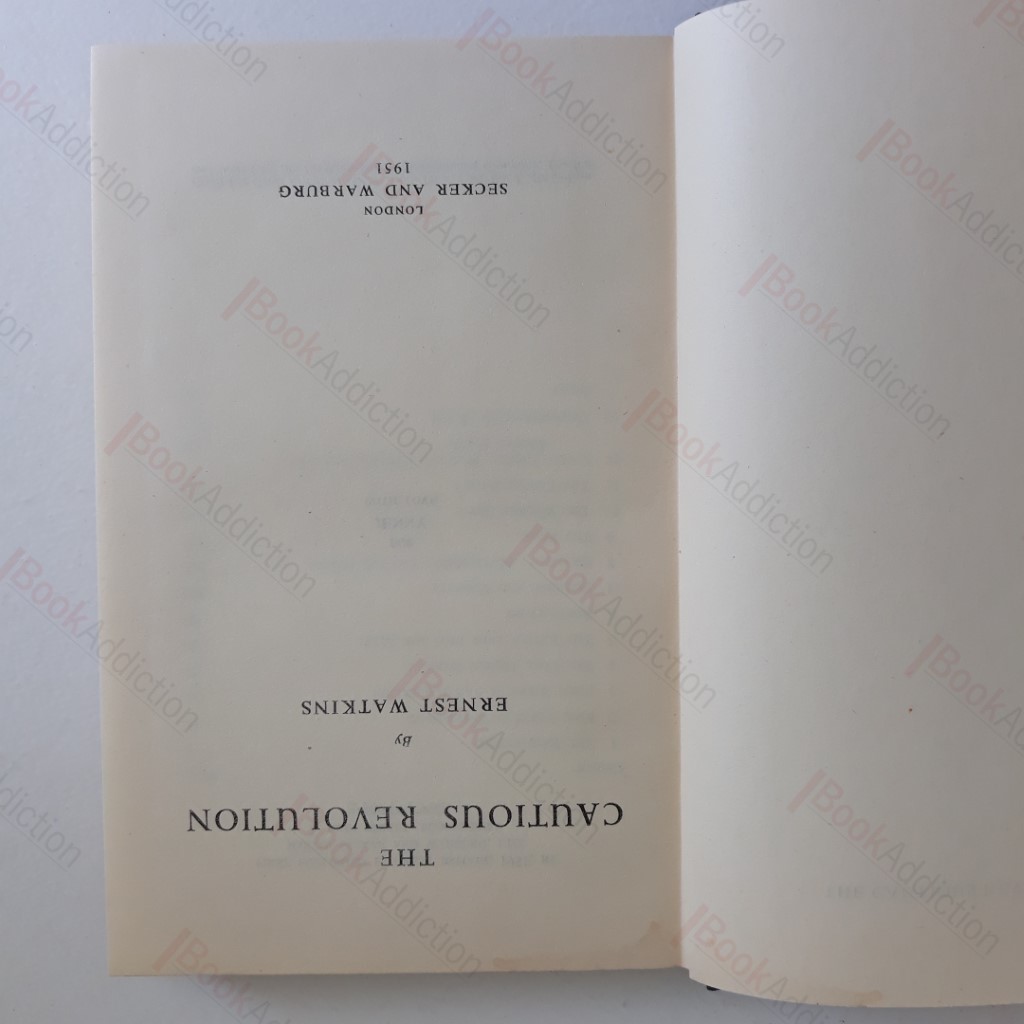 THE
CAUTIOUS REVOLUTION
By
ERNEST WATKINS
LONDON
SECKER AND WARBURG
1951
BookAddiction